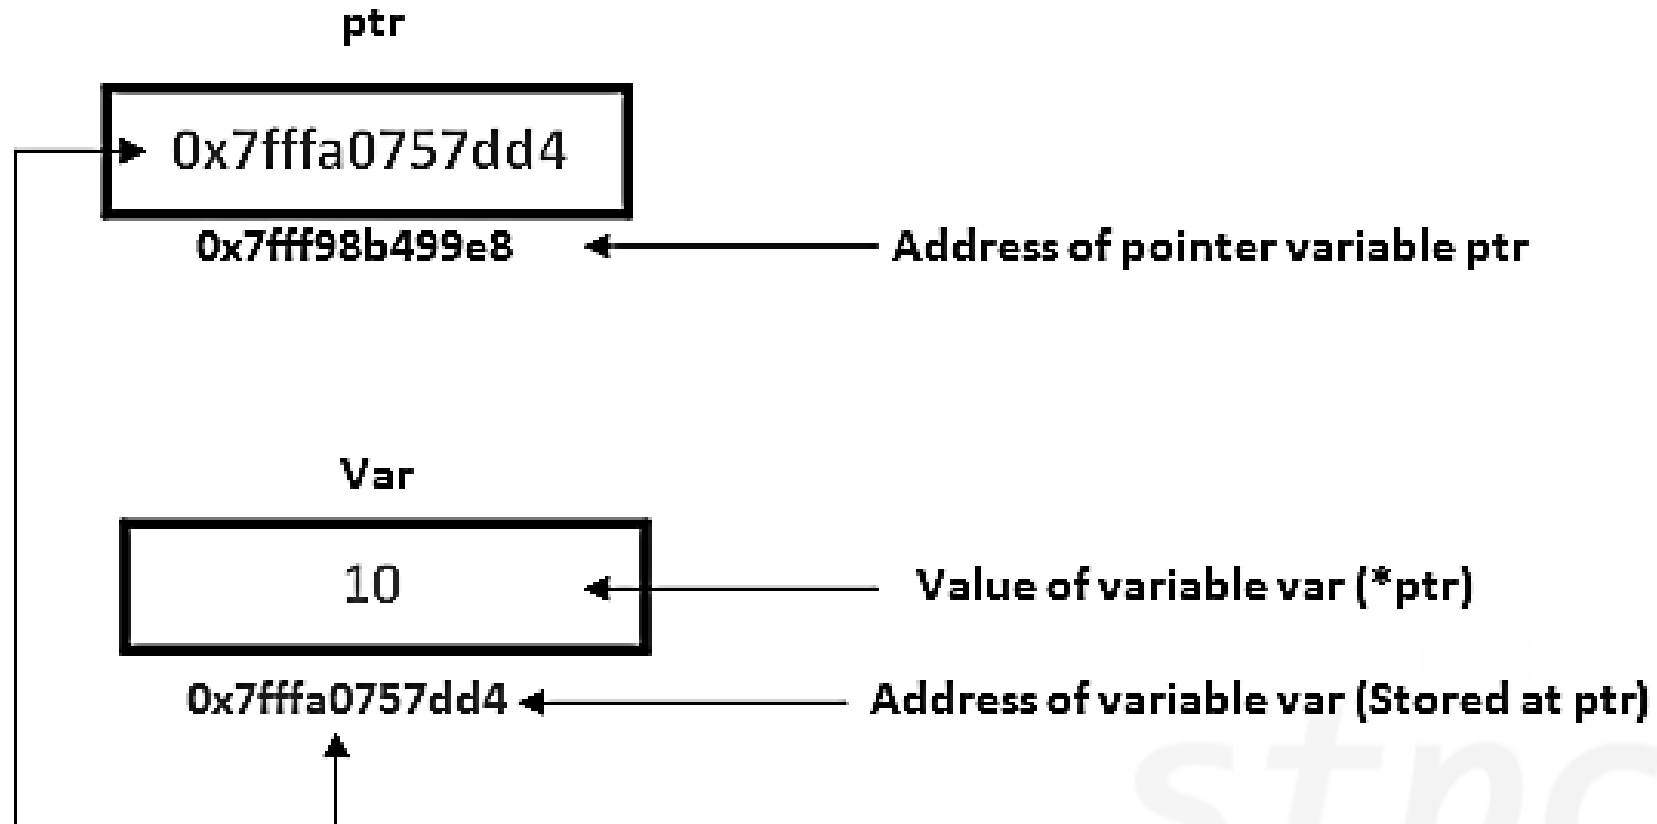 ptr
0x7fffa0757dd4
0x7fff98b499e8 Address of pointer variable ptr
Var
10 Value of variable var (*ptr)
0x7fffa0757dd4 Address of variable var (Stored at ptr)